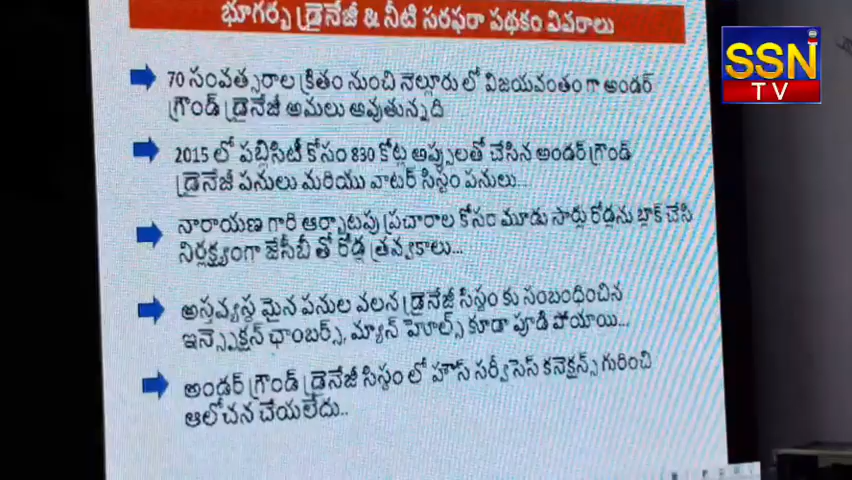 భూగర్భ డ్రైనేజీ & నీటి సరఫరా పథకం వివరాలు
SSN
TV
70 సంవత్సరాల క్రితం నుంచి నెల్లూరు లో విజయవంతం గా అండర్
గ్రౌండ్ డ్రైనేజీ అమలు అవుతున్నది
2015 లో పబ్లిసిటీ కోసం 830 కోట్ల అప్పులతో చేసిన అండర్ గ్రౌండ్
డ్రైనేజీ పనులు మరియు వాటర్ సిస్టం పనులు...
నారాయణ గారి ఆర్భాటపు ప్రచారాల కోసం మూడు సార్లు రోడ్లను బ్లాక్ చేసి
నిర్లక్ష్యంగా జేసీబీ తో రోడ్ల త్రవ్వకాలు...
అస్తవ్యస్త మైన పనుల వలన డ్రైనేజీ సిస్టం కు సంబంధించిన
ఇన్స్పెక్షన్ ఛాంబర్స్, మ్యాన్ హెూల్స్ కూడా పూడి పోయాయి...
అండర్ గ్రౌండ్ డ్రైనేజీ సిస్టం లో హౌస్ సర్వీసెస్ కనెక్షన్స్ గురించి
ఆలోచన చేయలేదు..